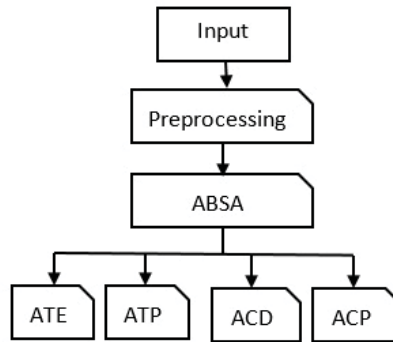 Input
Preprocessing
ABSA
ATE
ATP
ACD
ACP